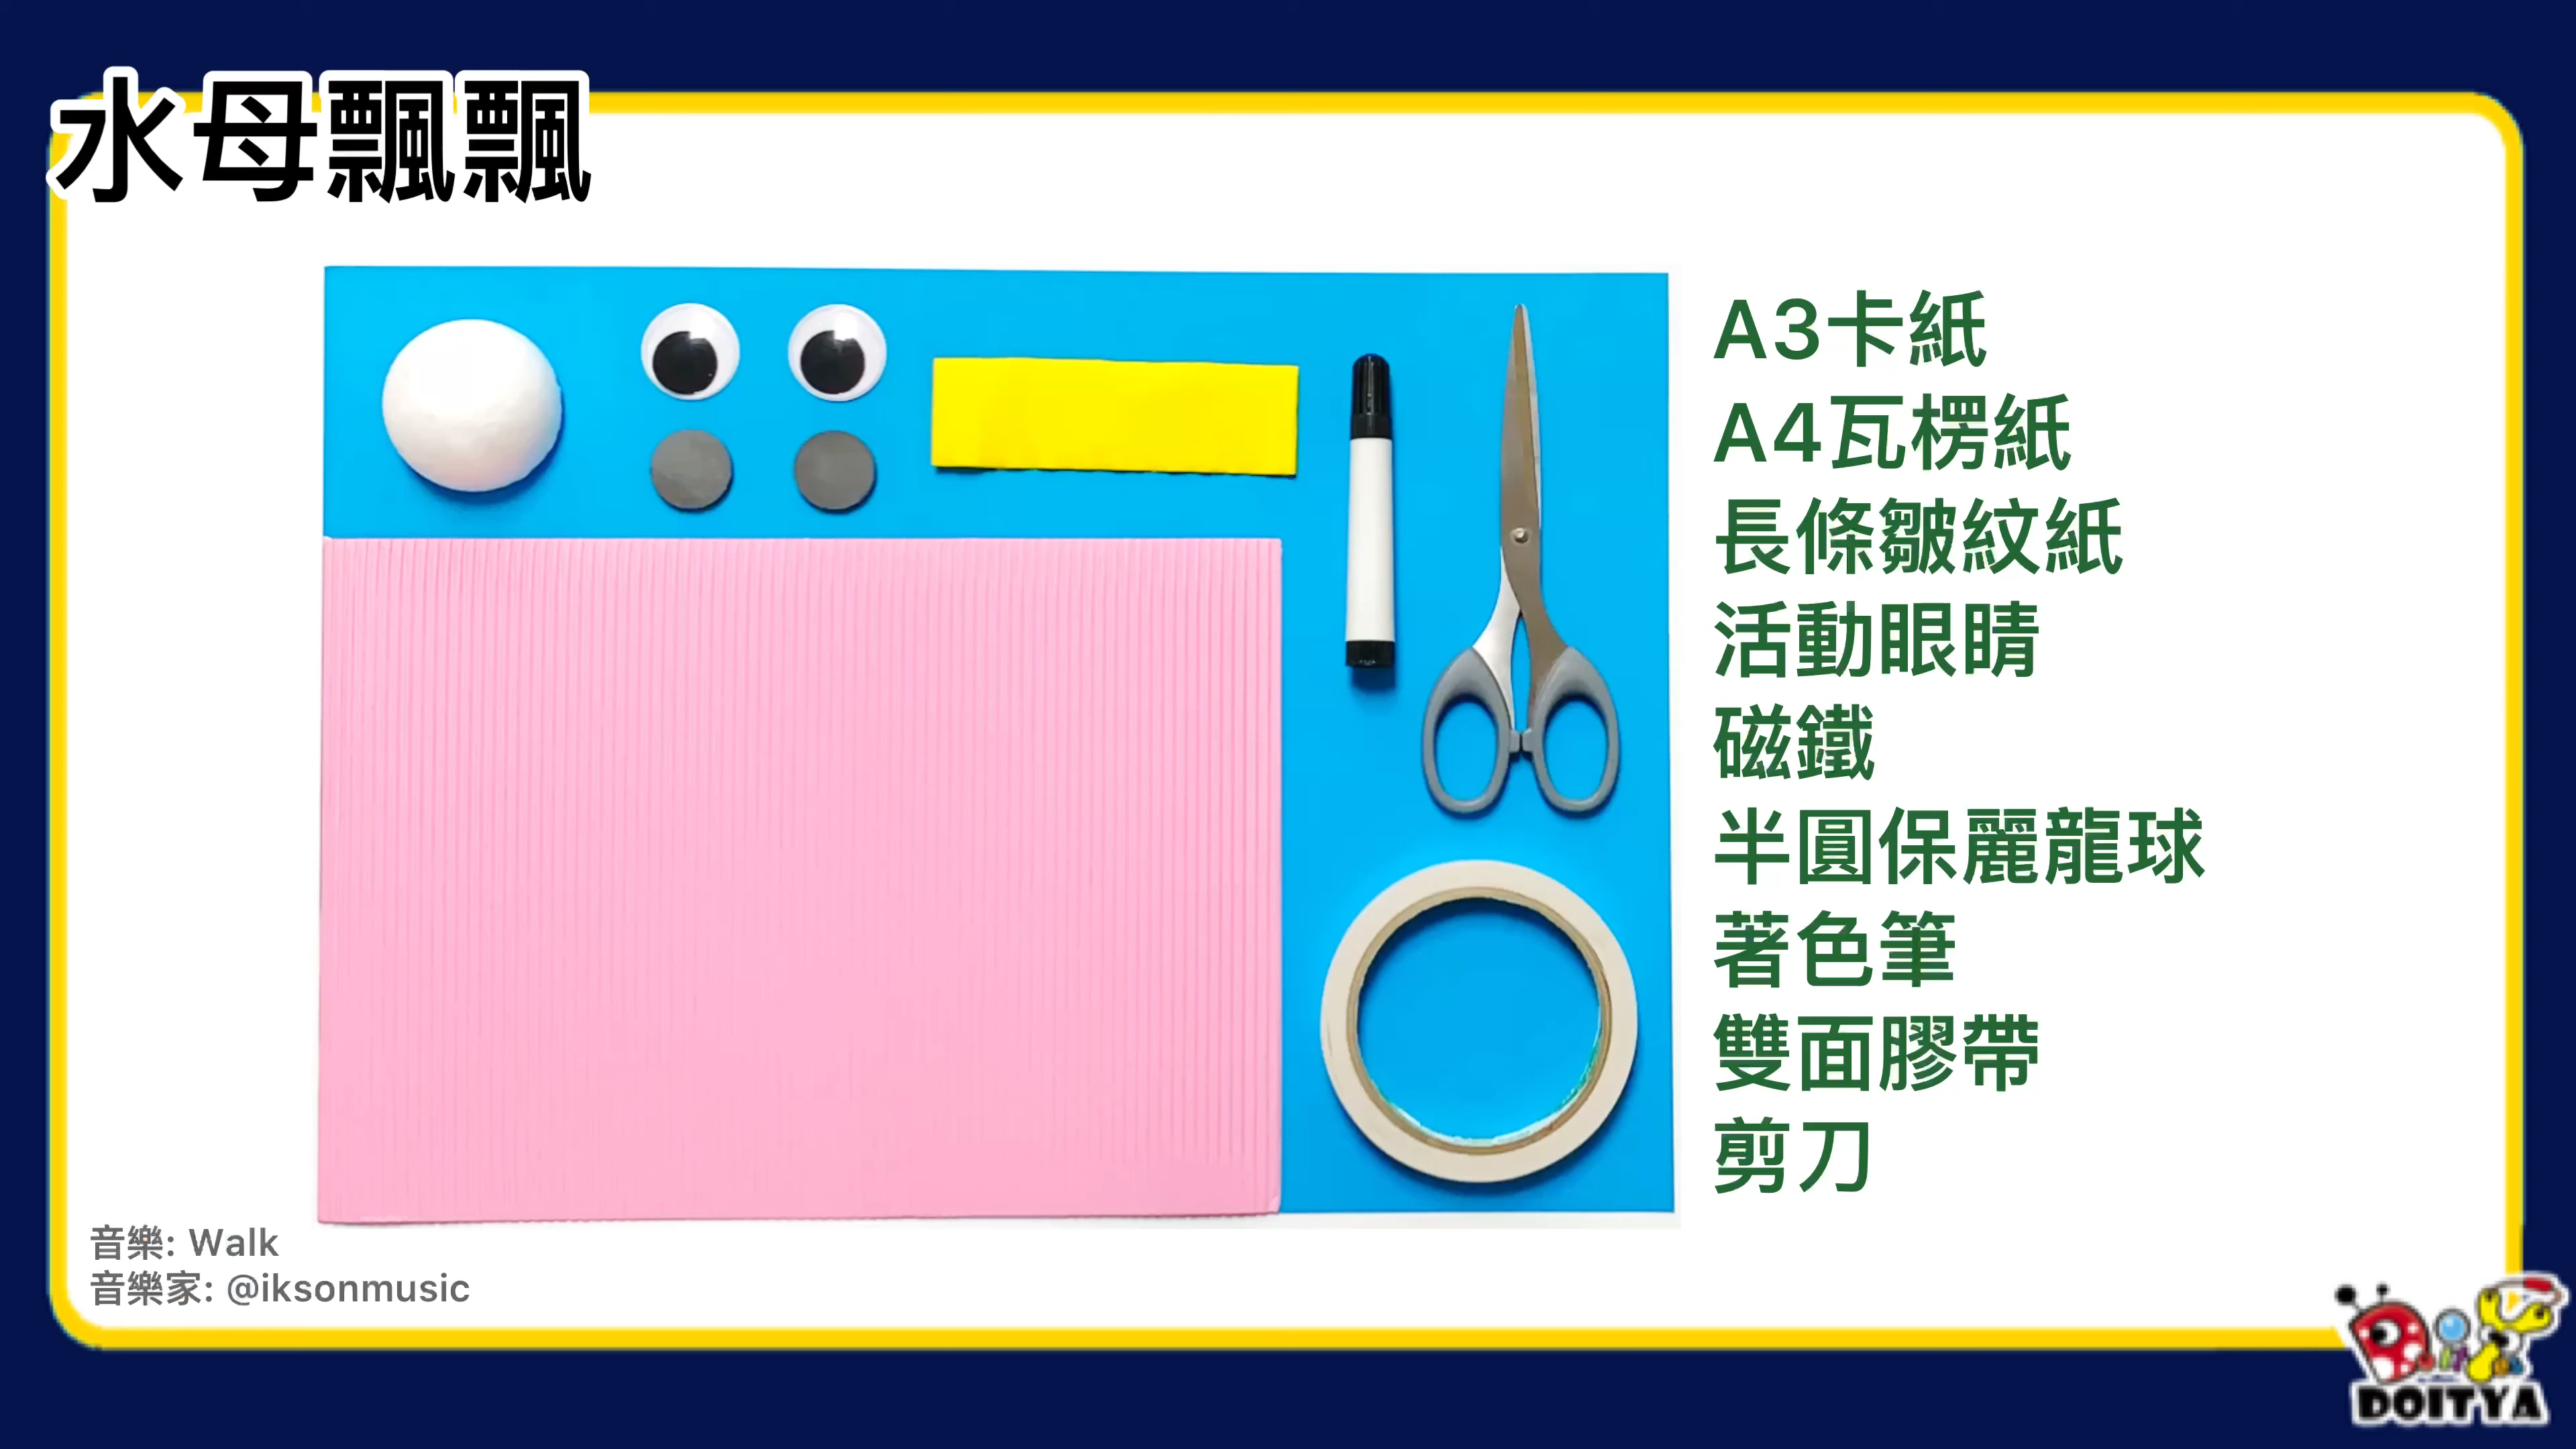 水母飄飄
A3卡紙
A4瓦楞紙
長條皺紋紙
活動眼睛
磁鐵
半圓保麗龍球
著色筆
雙面膠帶
剪刀
音樂: Walk
音樂家: @iksonmusic
DOITYA